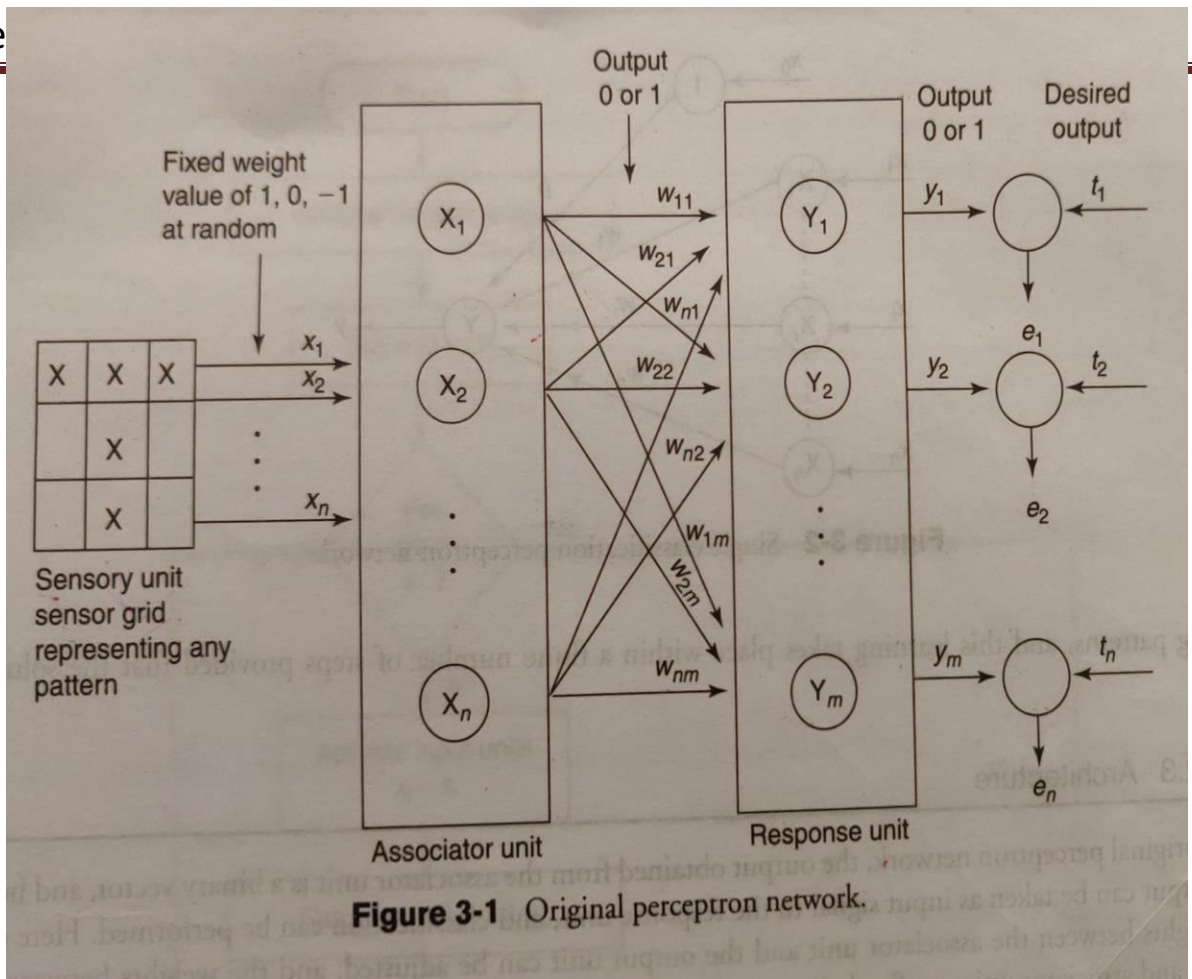 e
Output
0 or 1
Output
0 or 1
Desired
output
Fixed weight
value of 1, 0, −1
at random
X X X
X
X
x1
x2
xn
X1
X2
Xn
w11
w21
wn1
w22
wn2
w1m
w2m
wnm
Y1
Y2
Ym
y1
y2
ym
t1
t2
tn
e1
e2
en
Sensory unit
sensor grid
representing any
pattern
Associator unit
Response unit
Figure 3-1 Original perceptron network.